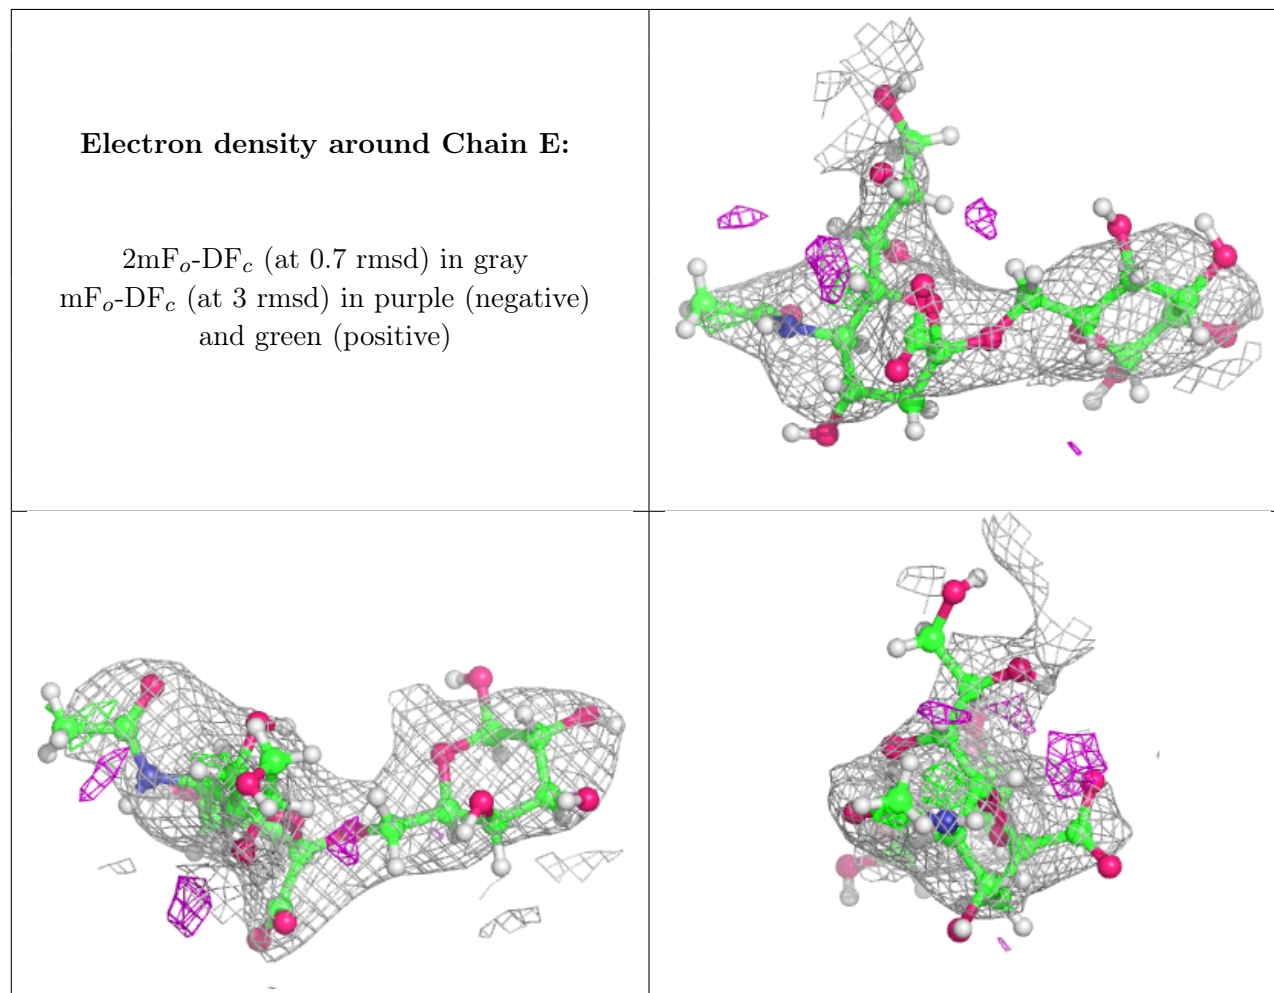 Electron density around Chain E:
2mFo-DFc (at 0.7 rmsd) in gray
mFo-DFc (at 3 rmsd) in purple (negative)
and green (positive)